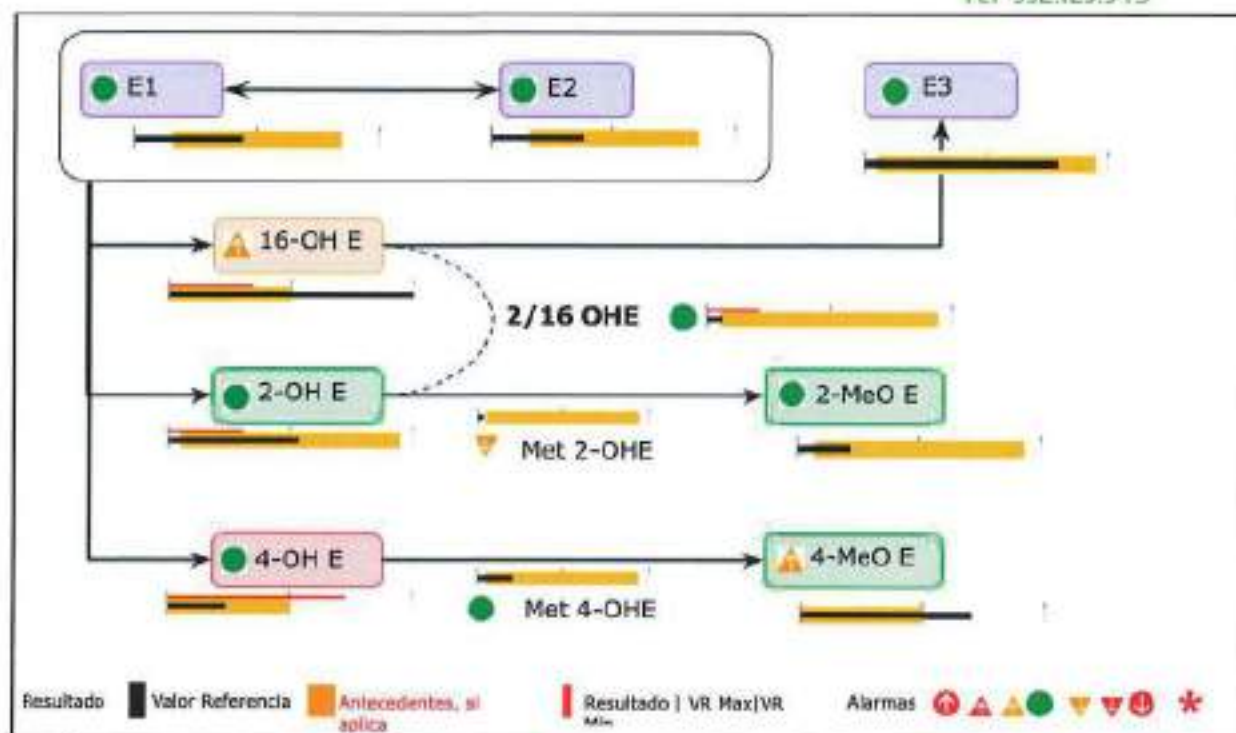 E1
E2
E3
16-OH E
2/16 OHE
2-OH E
2-MeO E
Met 2-OHE
4-OH E
4-MeO E
Met 4-OHE
Resultado
Valor Referencia
Antecedentes, si
aplica
Resultado | VR Max|VR
Alarmas